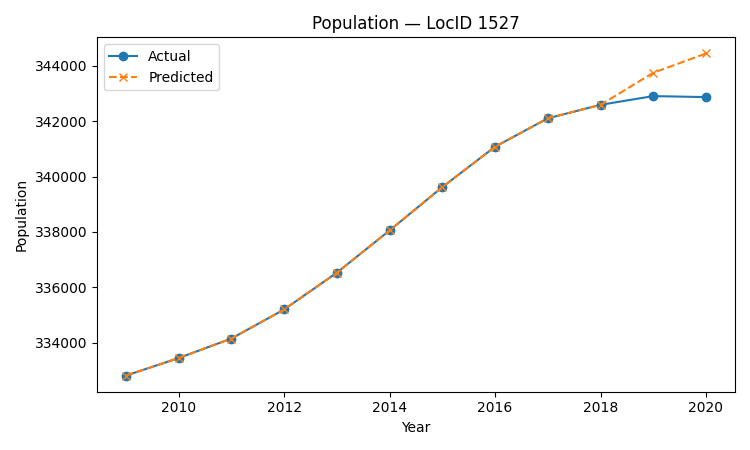 Population — LocID 1527
Actual
Predicted
344000
342000
340000
338000
336000
334000
Population
2010 2012 2014 2016 2018 2020
Year